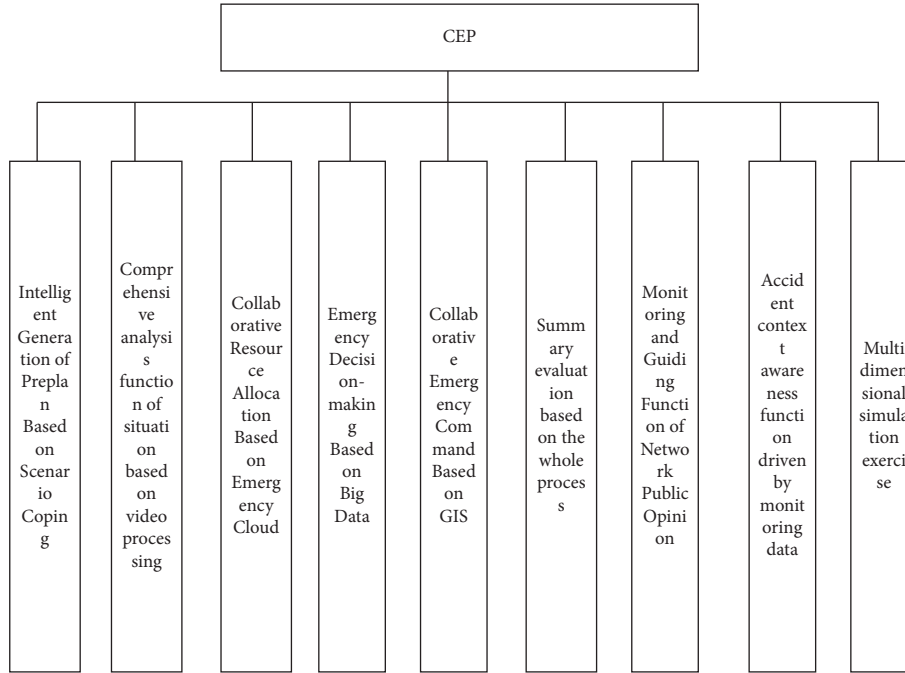 CEP
Intellig
ent
Genera
tion of
Prepla
n
Based
on
Scenar
io
Copin
g
Compr
ehensi
ve
analysi
s
functio
n of
situati
on
based
on
video
proces
sing
Collab
orative
Resour
ce
Alloca
tion
Based
on
Emerg
ency
Cloud
Emerg
ency
Decisi
on-
makin
g
Based
on
Big
Data
Collab
orativ
e
Emerg
ency
Com
mand
Based
on
GIS
Summ
ary
evaluat
ion
based
on the
whole
proces
s
Monit
oring
and
Guidi
ng
Functi
on of
Netwo
rk
Public
Opini
on
Accid
ent
contex
t
aware
ness
functi
on
driven
by
monit
oring
data
Multi
dimen
sional
simula
tion
exerci
se